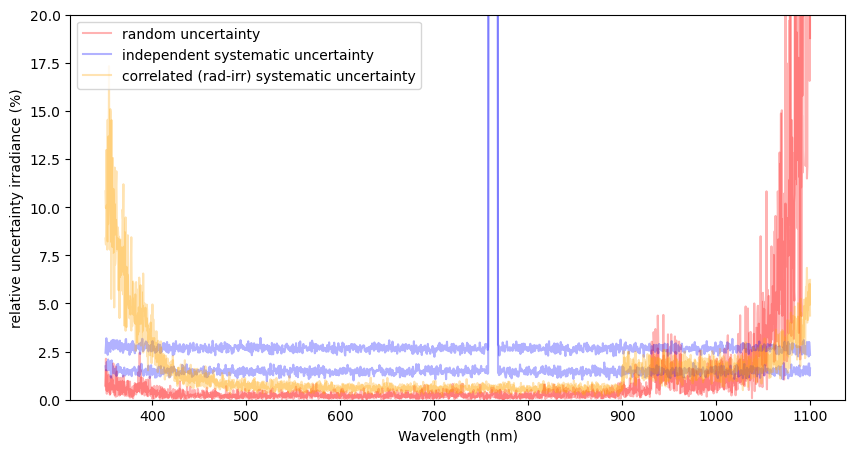 random uncertainty
independent systematic uncertainty
correlated (rad-irr) systematic uncertainty
relative uncertainty irradiance (%)
20.0
17.5
15.0
12.5
10.0
7.5
5.0
2.5
0.0
400 500 600 700 800 900 1000 1100
Wavelength (nm)